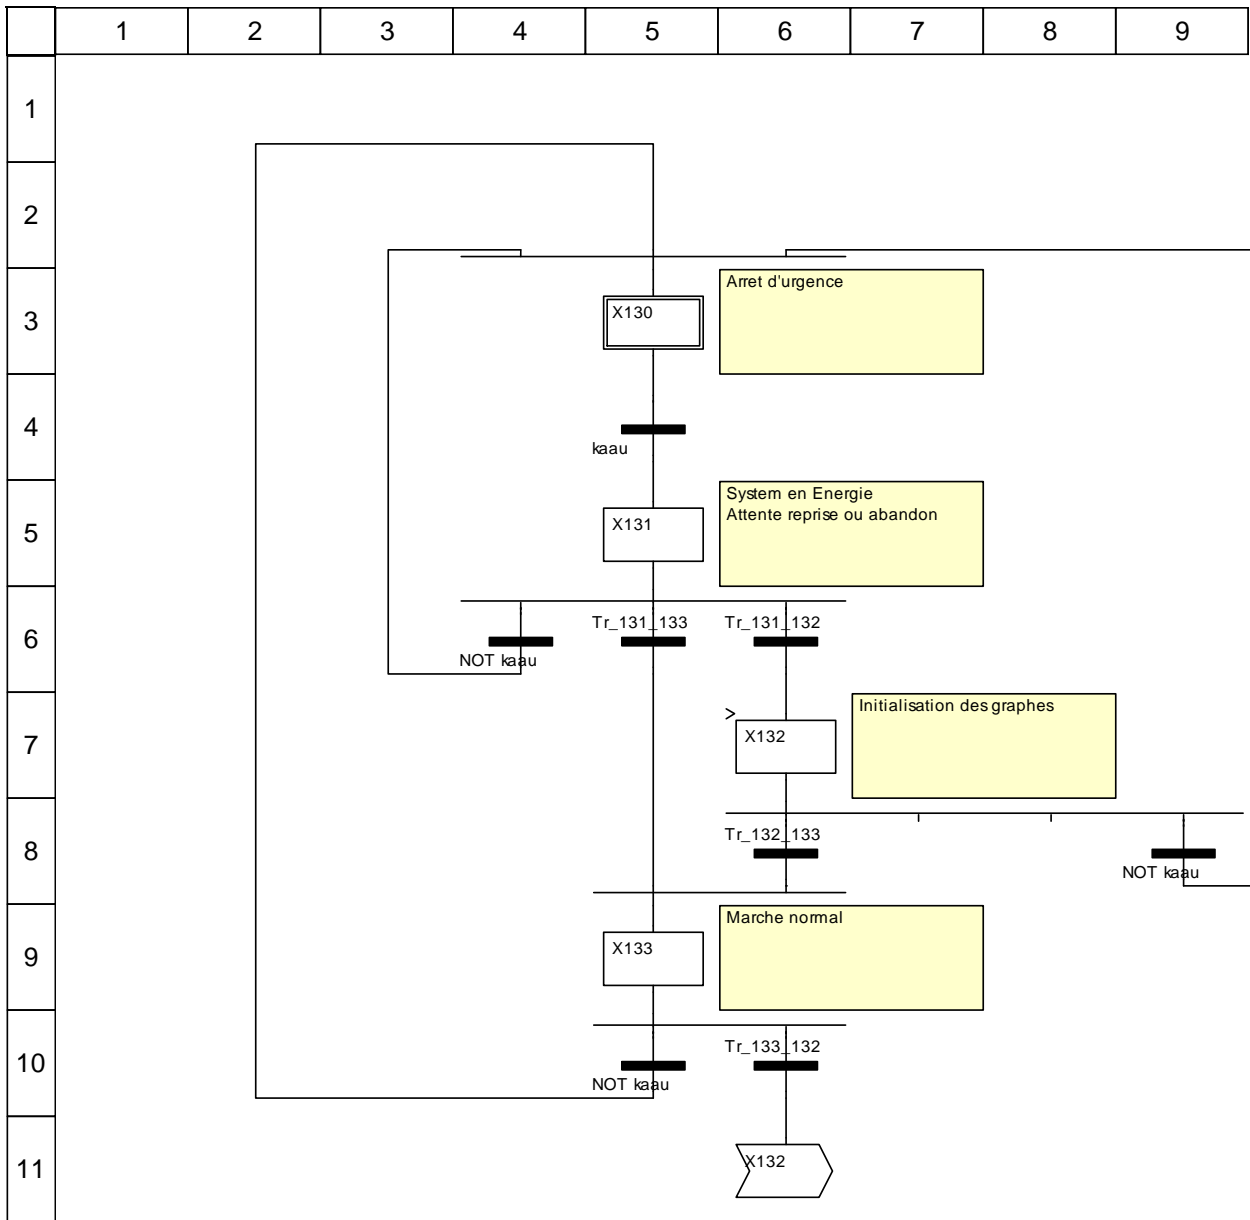 1 2 3 4 5 6 7 8 9
1
2
3
X130
Arret d'urgence
4
kaau
5
X131
System en Energie
Attente reprise ou abandon
6
Tr_131_133
Tr_131_132
NOT kaau
7
>
X132
Initialisation des graphes
8
Tr_132_133
NOT kaau
9
X133
Marche normal
10
Tr_133_132
NOT kaau
11
X132